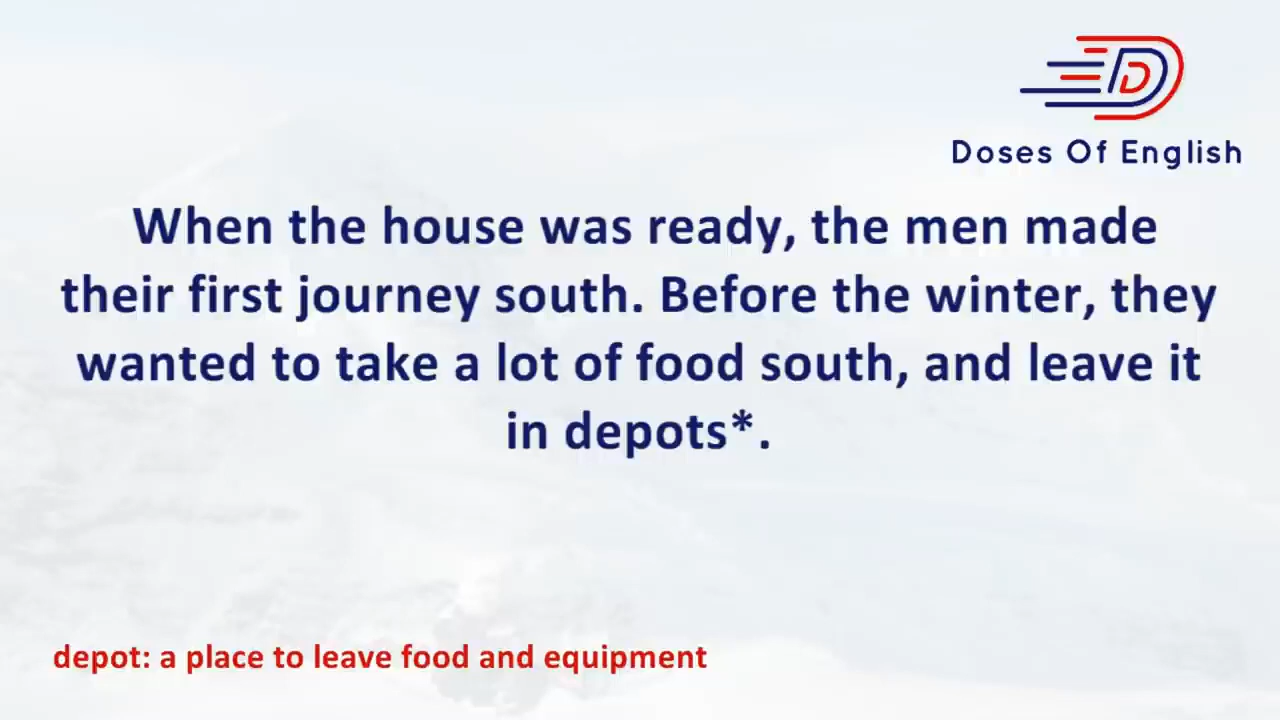 Doses Of English
When the house was ready, the men made
their first journey south. Before the winter, they
wanted to take a lot of food south, and leave it
in depots*.
depot: a place to leave food and equipment